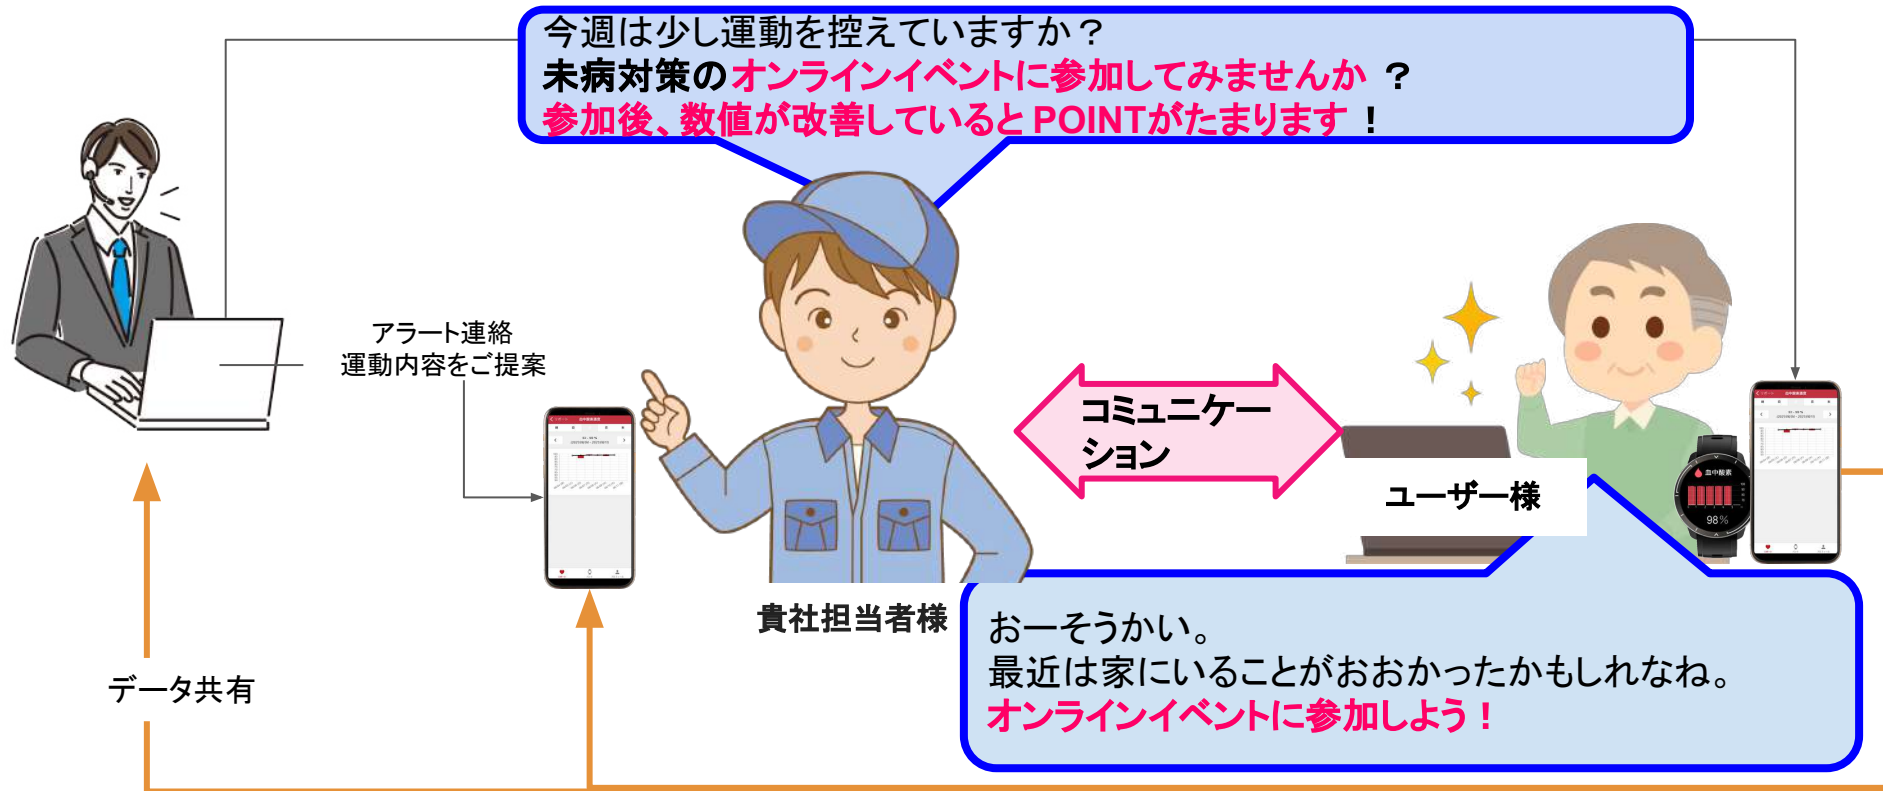 今週は少し運動を控えていますか？
未病対策のオンラインイベントに参加してみませんか ？
参加後、数値が改善していると POINTがたまります ！
アラート連絡
運動内容をご提案
コミュニケー
ション
ユーザー様
血中酸素
98%
貴社担当者様
おーそうかい。
最近は家にいることがおおかったかもしれなね。
オンラインイベントに参加しよう！
データ共有